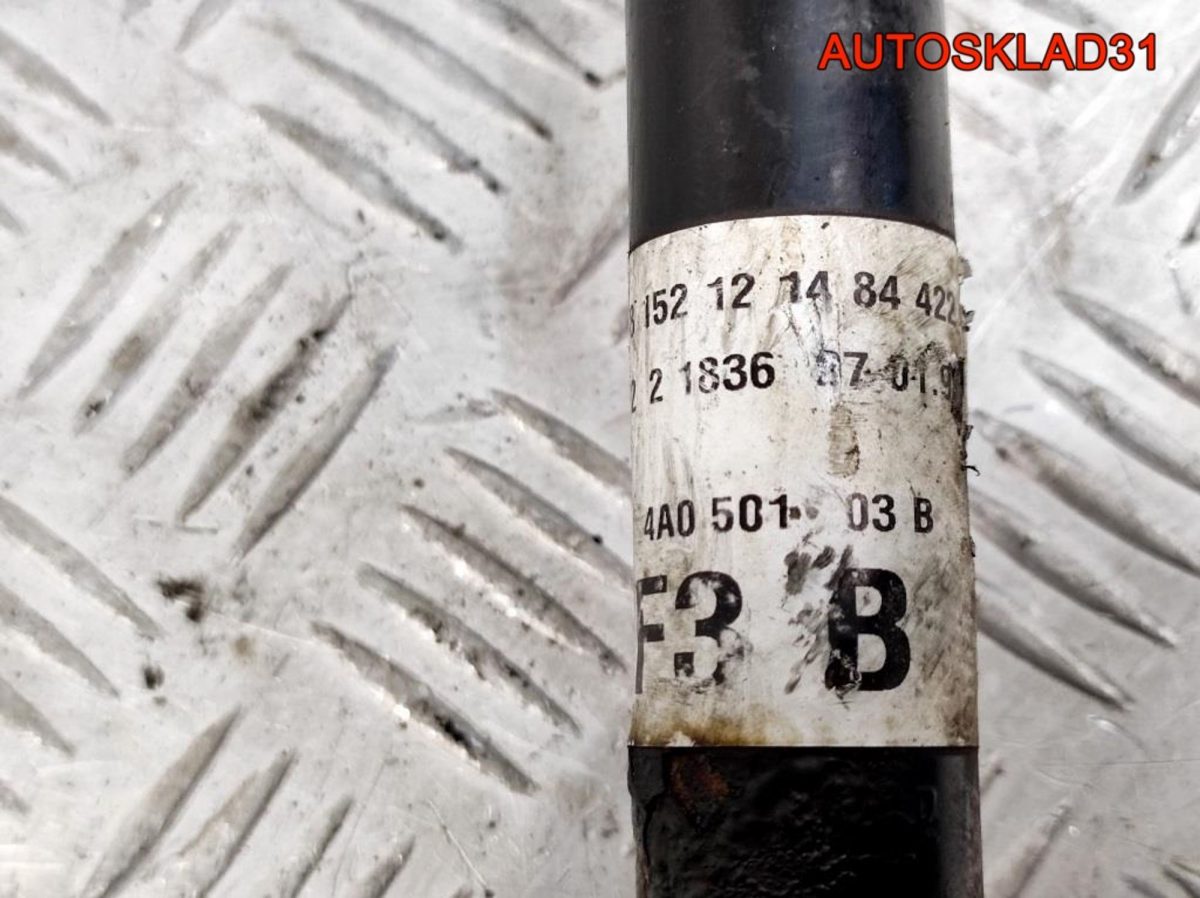 AUTOSKLAD31
152 12 14 84 422
2 1836
4A0 501 03 B
F3 B